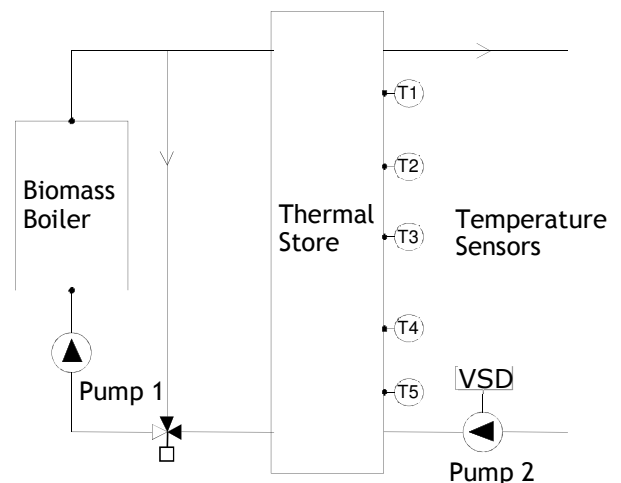 T1
T2
Biomass
Boiler
Thermal
Store
T3
Temperature
Sensors
T4
Pump 1
T5
VSD
Pump 2